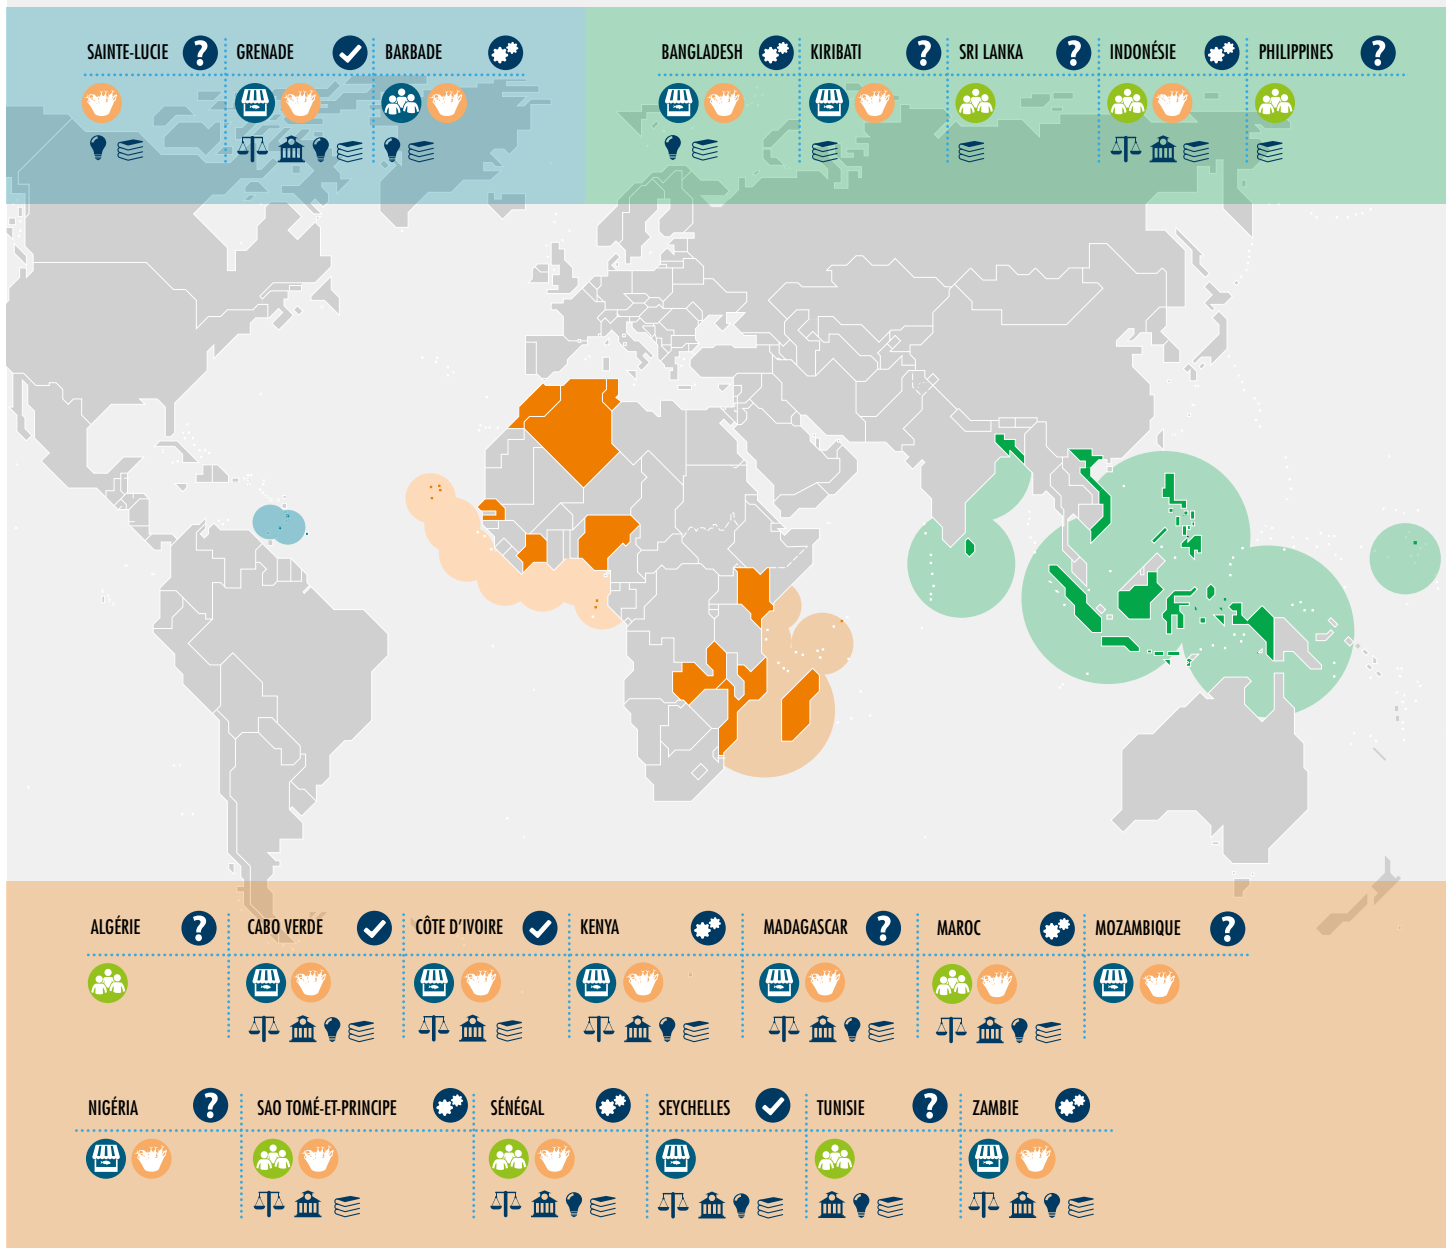 SAINTE-LUCIE ? GRENADE BARBADE BANGLADESH KIRIBATI ? SRI LANKA ? INDONÉSIE PHILIPPINES ?
ALGÉRIE ? CABO VERDE CÔTE D'IVOIRE KENYA MADAGASCAR ? MAROC MOZAMBIQUE ?
NIGÉRIA ? SAO TOMÉ-ET-PRINCIPE SÉNÉGAL SEYCHELLES TUNISIE ? ZAMBIE